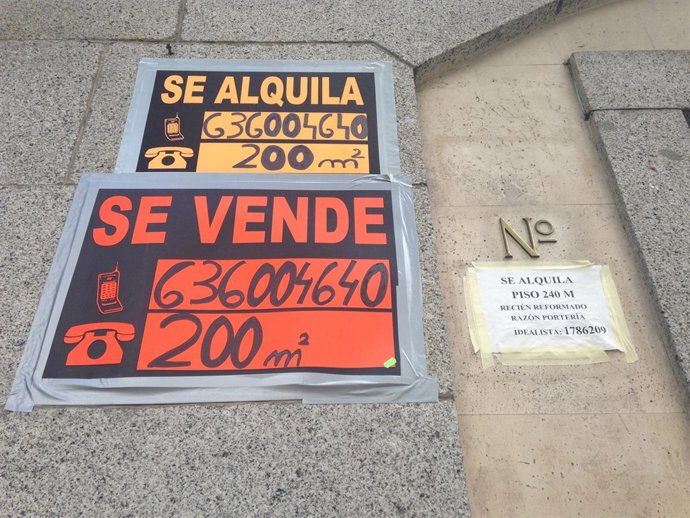 SE ALQUILA
636004640
200 m²
SE VENDE
636004640
200 m²
Nº
SE ALQUILA
PISO 240 M
RECIÉN REFORMADO
RAZÓN PORTERÍA
IDEALISTA: 1786209